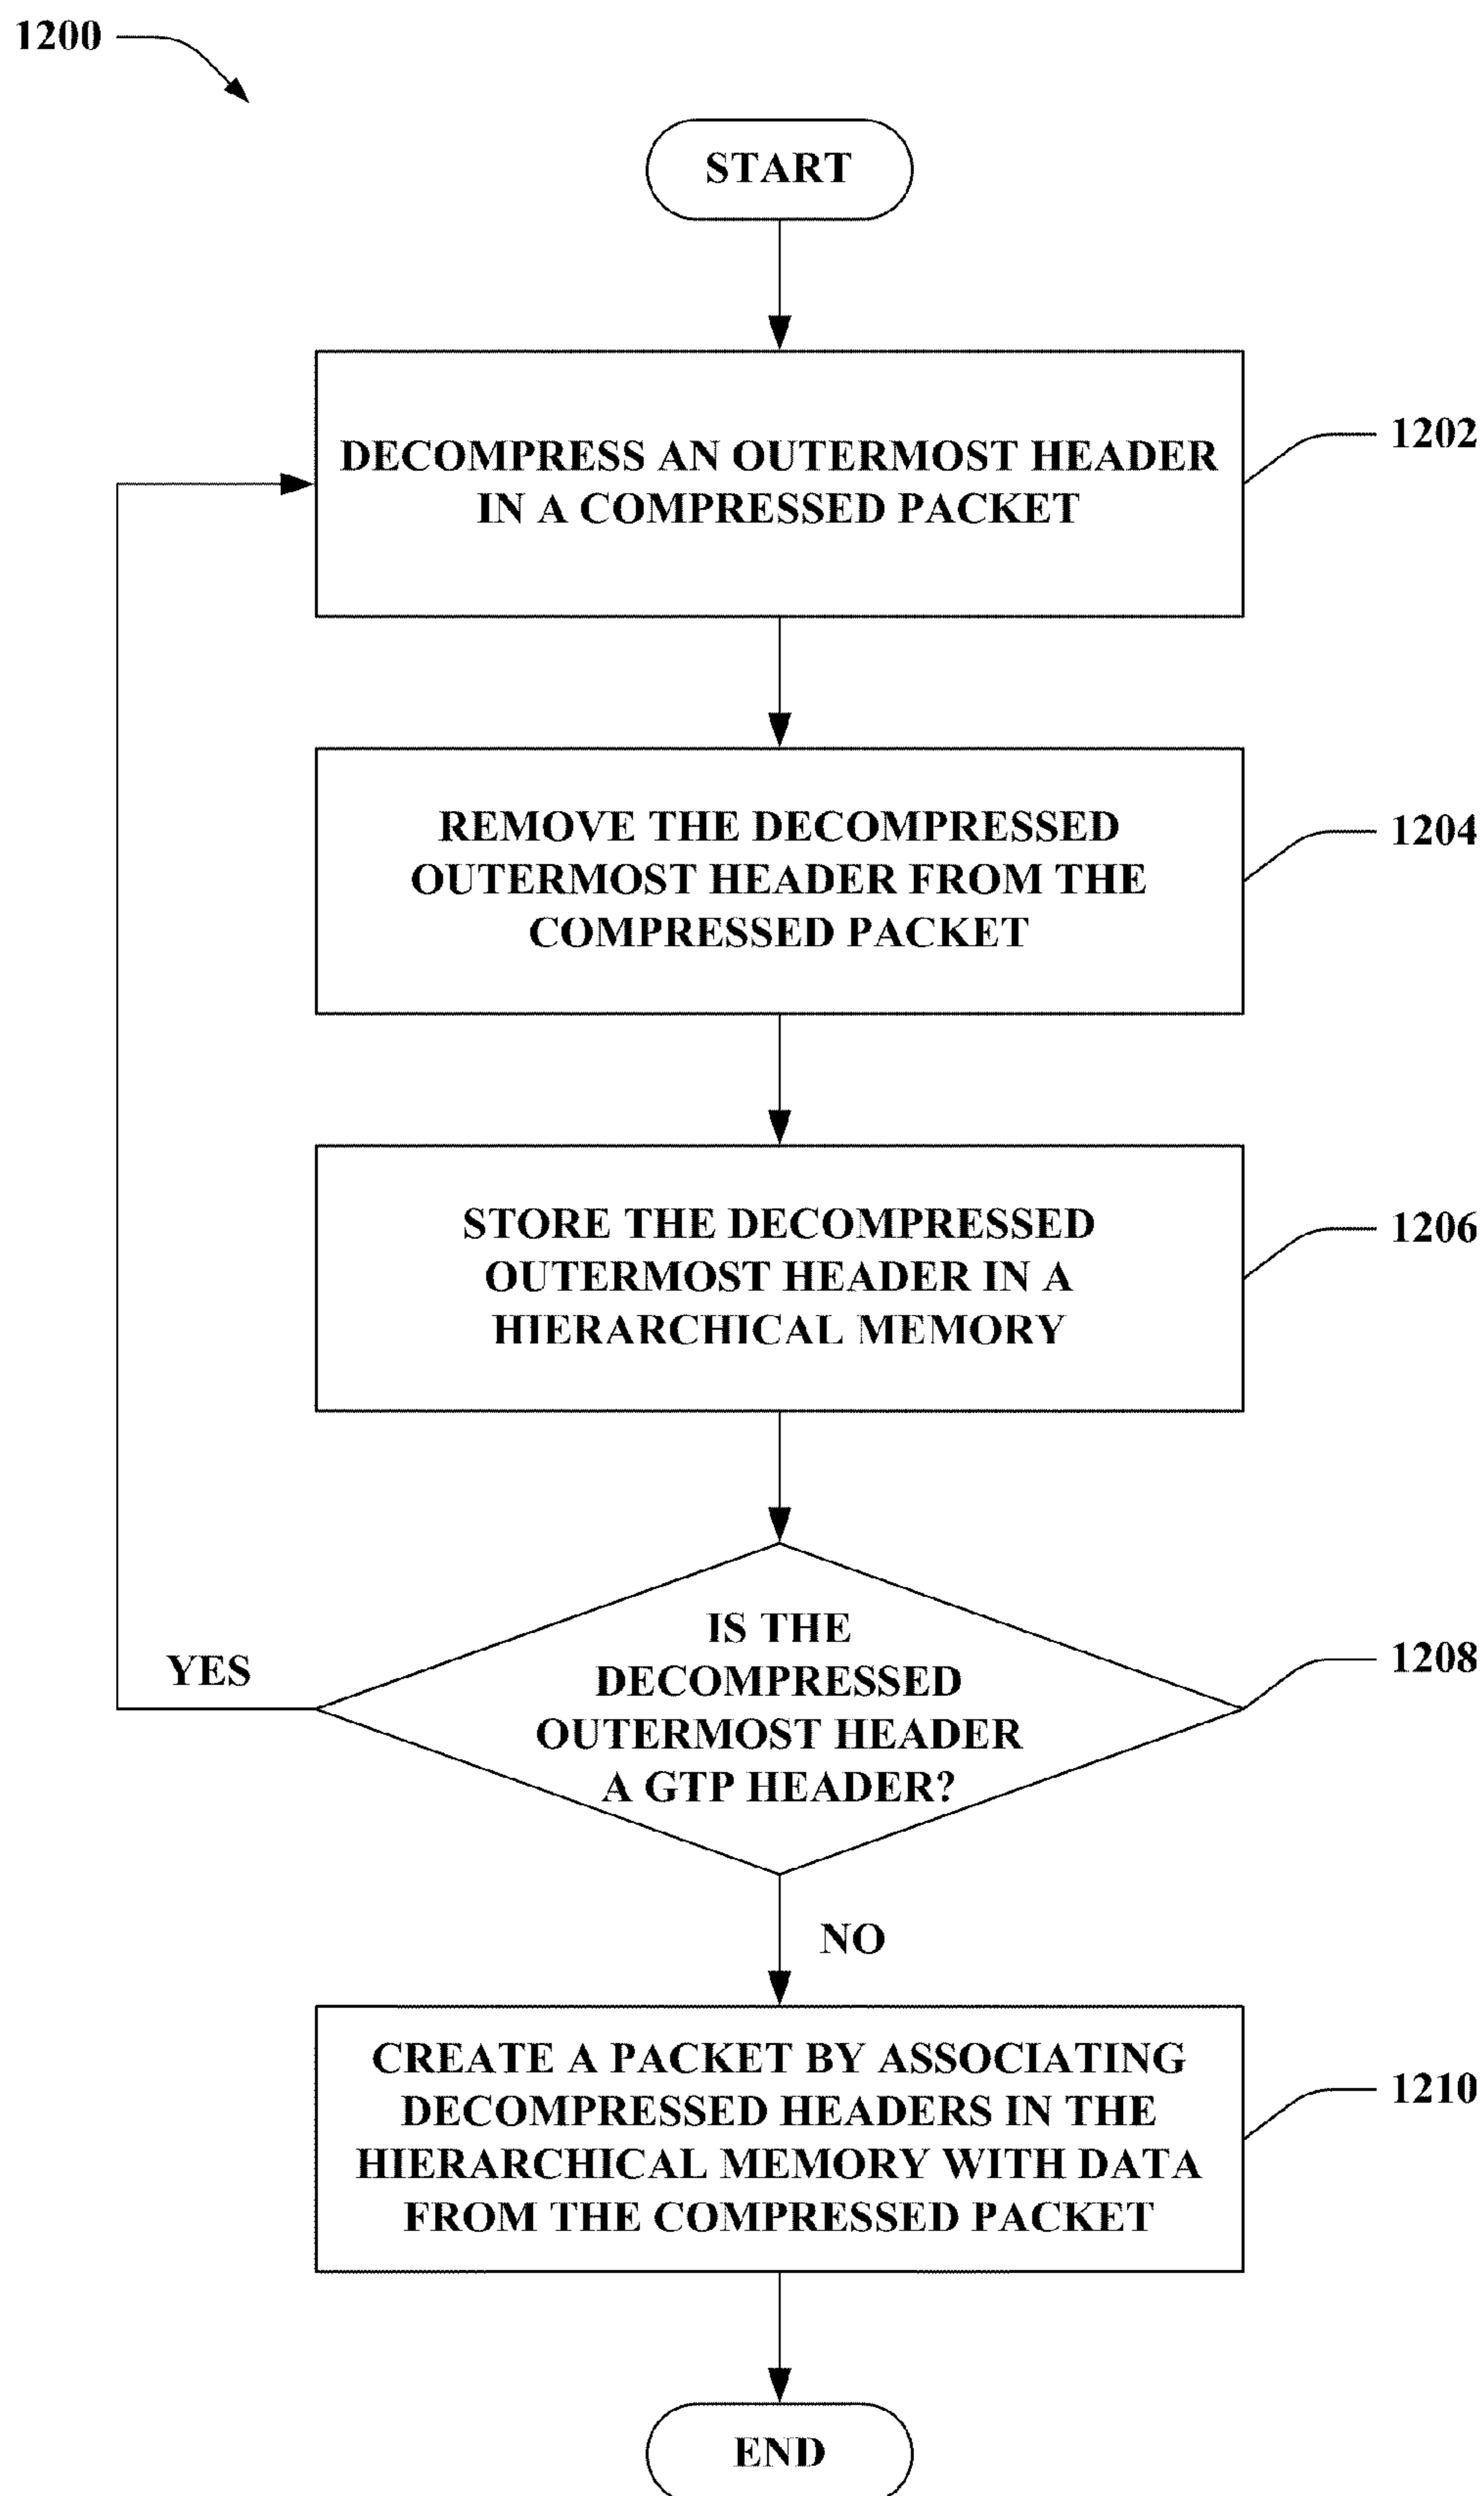 1200
START
DECOMPRESS AN OUTERMOST HEADER
IN A COMPRESSED PACKET
1202
REMOVE THE DECOMPRESSED
OUTERMOST HEADER FROM THE
COMPRESSED PACKET
1204
STORE THE DECOMPRESSED
OUTERMOST HEADER IN A
HIERARCHICAL MEMORY
1206
IS THE
DECOMPRESSED
OUTERMOST HEADER
A GTP HEADER?
1208
YES
NO
CREATE A PACKET BY ASSOCIATING
DECOMPRESSED HEADERS IN THE
HIERARCHICAL MEMORY WITH DATA
FROM THE COMPRESSED PACKET
1210
END